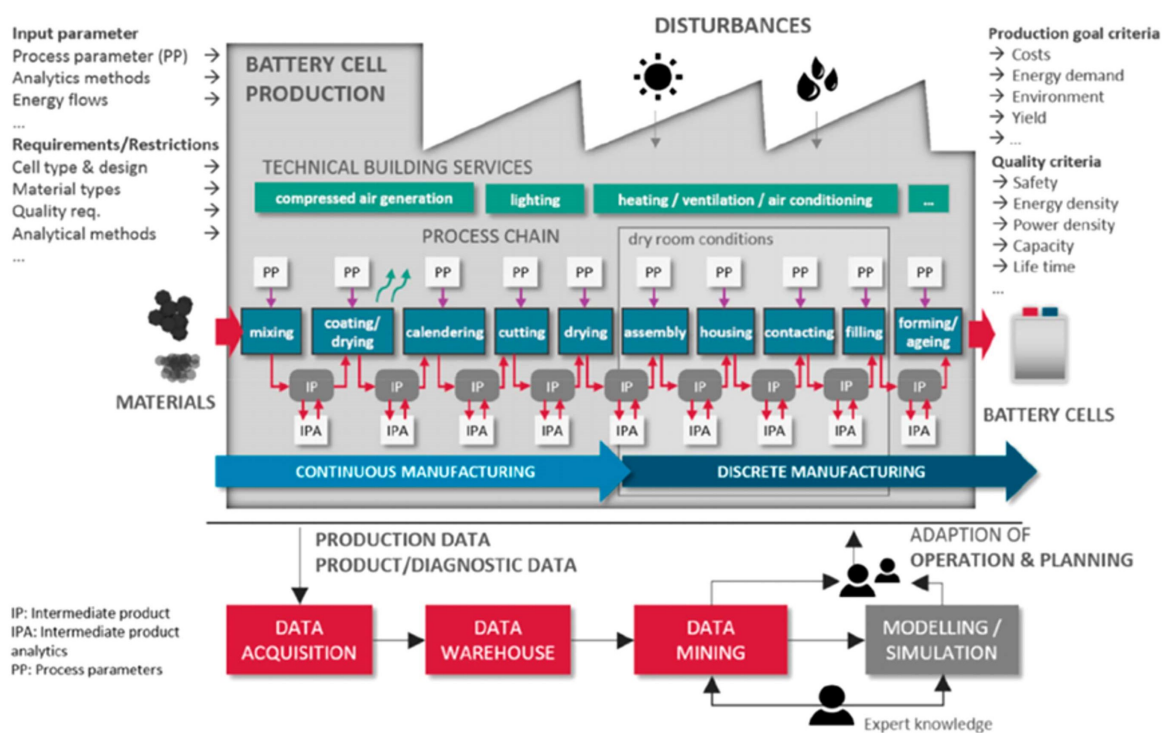 Input parameter
Process parameter (PP) →
Analytics methods →
Energy flows →
...
Requirements/Restrictions
Cell type & design →
Material types →
Quality req. →
Analytical methods →
...
MATERIALS
DISTURBANCES
BATTERY CELL
PRODUCTION
TECHNICAL BUILDING SERVICES
compressed air generation
lighting
heating / ventilation / air conditioning
...
PROCESS CHAIN
dry room conditions
PP
PP
PP
PP
PP
PP
PP
PP
PP
PP
mixing
coating/
drying
calendering
cutting
drying
assembly
housing
contacting
filling
forming/
ageing
IP
IP
IP
IP
IP
IP
IP
IP
IP
IPA
IPA
IPA
IPA
IPA
IPA
IPA
IPA
IPA
CONTINUOUS MANUFACTURING
DISCRETE MANUFACTURING
Production goal criteria
→ Costs
→ Energy demand
→ Environment
→ Yield
→ ...
Quality criteria
→ Safety
→ Energy density
→ Power density
→ Capacity
→ Life time
...
BATTERY CELLS
PRODUCTION DATA
PRODUCT/DIAGNOSTIC DATA
ADAPTION OF
OPERATION & PLANNING
IP: Intermediate product
IPA: Intermediate product
analytics
PP: Process parameters
DATA
ACQUISITION
DATA
WAREHOUSE
DATA
MINING
MODELLING /
SIMULATION
Expert knowledge